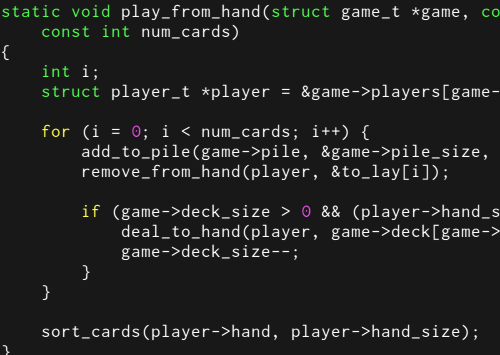 static void play_from_hand(struct game_t *game, co
    const int num_cards)
{
    int i;
    struct player_t *player = &game->players[game-

    for (i = 0; i < num_cards; i++) {
        add_to_pile(game->pile, &game->pile_size,
        remove_from_hand(player, &to_lay[i]);

        if (game->deck_size > 0 && (player->hand_s
            deal_to_hand(player, game->deck[game->
            game->deck_size--;
        }
    }

    sort_cards(player->hand, player->hand_size);
}